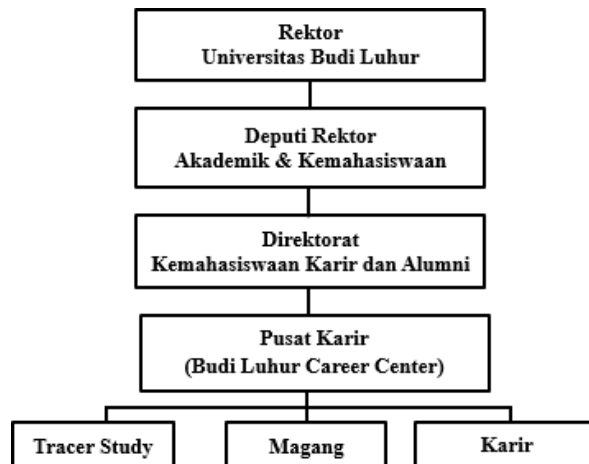 Rektor
Universitas Budi Luhur
Deputi Rektor
Akademik & Kemahasiswaan
Direktorat
Kemahasiswaan Karir dan Alumni
Pusat Karir
(Budi Luhur Career Center)
Tracer Study
Magang
Karir